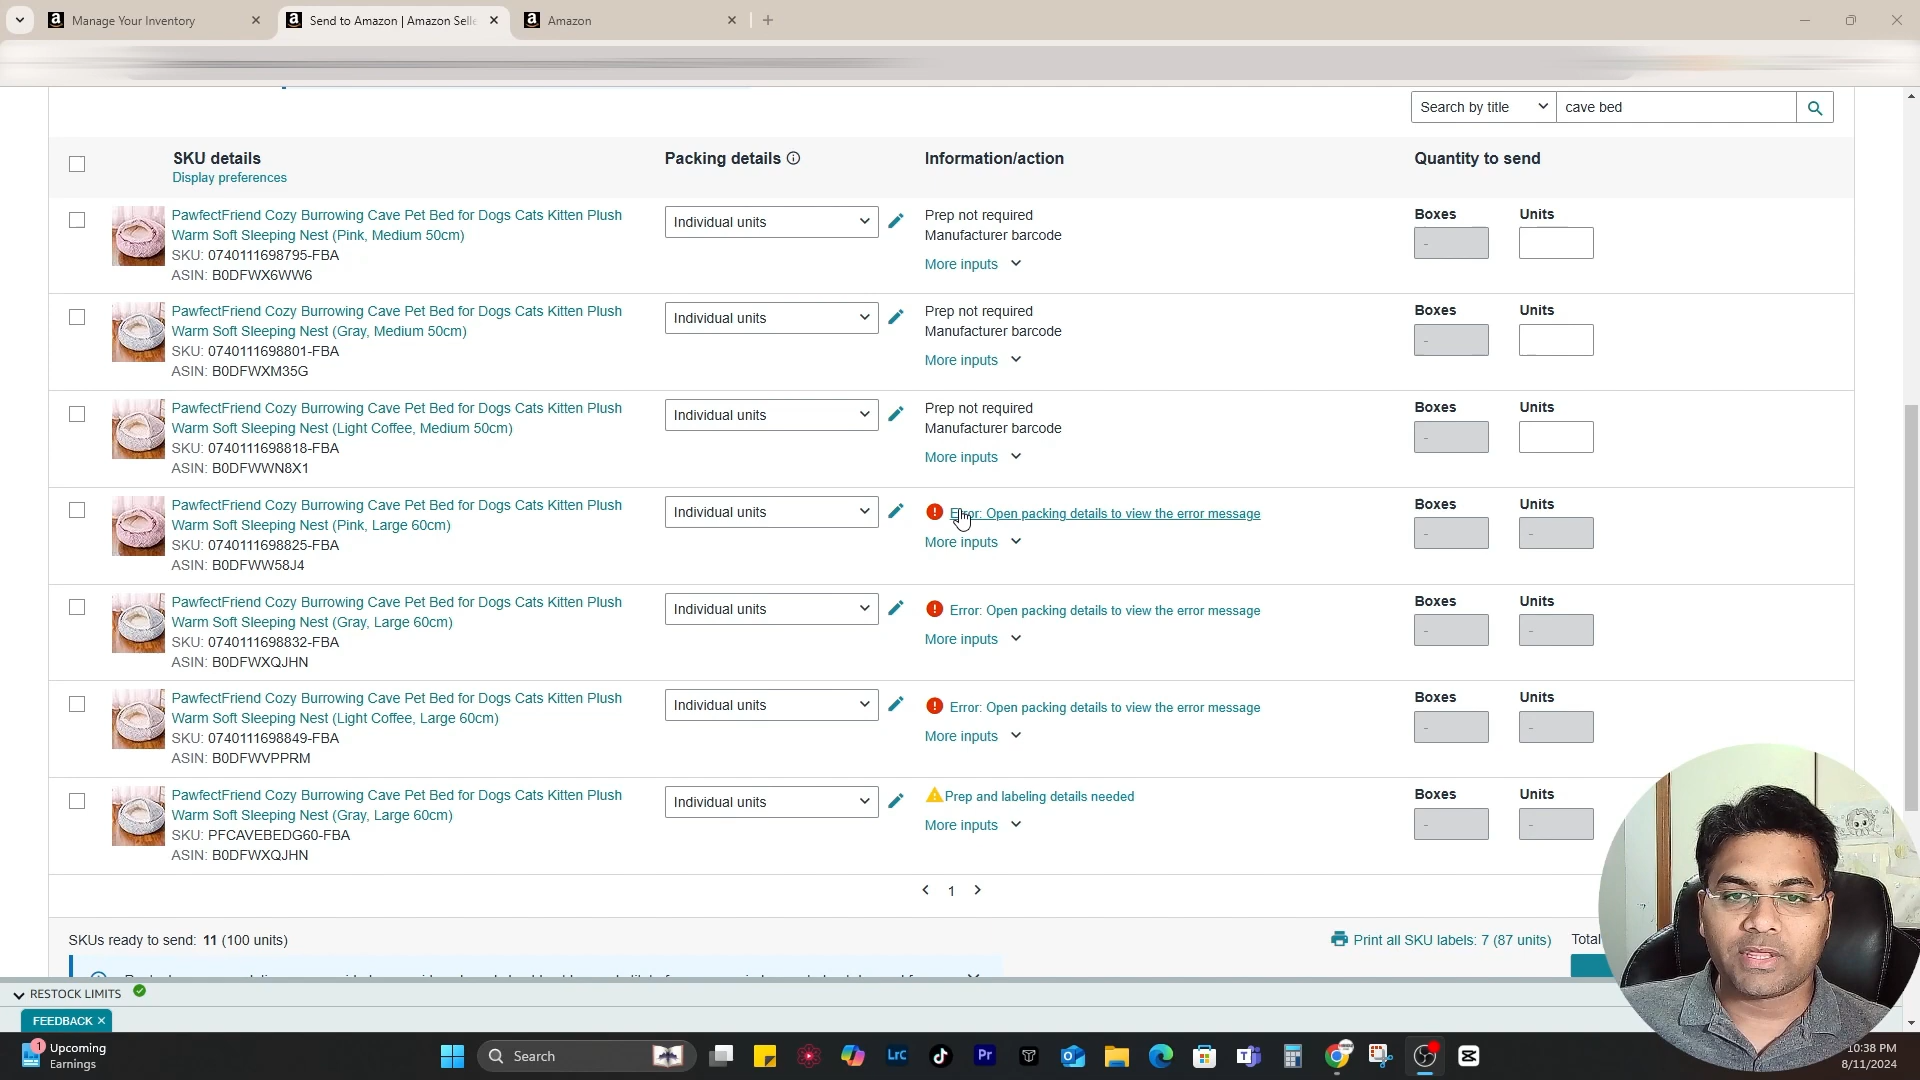 Manage Your Inventory
Send to Amazon | Amazon Selle
Amazon
Search by title
cave bed
SKU details
Display preferences
Packing details
Information/action
Quantity to send
PawfectFriend Cozy Burrowing Cave Pet Bed for Dogs Cats Kitten Plush
Warm Soft Sleeping Nest (Pink, Medium 50cm)
SKU: 0740111698795-FBA
ASIN: B0DFWX6WW6
Individual units
Prep not required
Manufacturer barcode
More inputs
Boxes
-
Units
PawfectFriend Cozy Burrowing Cave Pet Bed for Dogs Cats Kitten Plush
Warm Soft Sleeping Nest (Gray, Medium 50cm)
SKU: 0740111698801-FBA
ASIN: B0DFWXM35G
Individual units
Prep not required
Manufacturer barcode
More inputs
Boxes
-
Units
PawfectFriend Cozy Burrowing Cave Pet Bed for Dogs Cats Kitten Plush
Warm Soft Sleeping Nest (Light Coffee, Medium 50cm)
SKU: 0740111698818-FBA
ASIN: B0DFWWN8X1
Individual units
Prep not required
Manufacturer barcode
More inputs
Boxes
-
Units
PawfectFriend Cozy Burrowing Cave Pet Bed for Dogs Cats Kitten Plush
Warm Soft Sleeping Nest (Pink, Large 60cm)
SKU: 0740111698825-FBA
ASIN: B0DFWW58J4
Individual units
Error: Open packing details to view the error message
More inputs
Boxes
-
Units
-
PawfectFriend Cozy Burrowing Cave Pet Bed for Dogs Cats Kitten Plush
Warm Soft Sleeping Nest (Gray, Large 60cm)
SKU: 0740111698832-FBA
ASIN: B0DFWXQJHN
Individual units
Error: Open packing details to view the error message
More inputs
Boxes
-
Units
-
PawfectFriend Cozy Burrowing Cave Pet Bed for Dogs Cats Kitten Plush
Warm Soft Sleeping Nest (Light Coffee, Large 60cm)
SKU: 0740111698849-FBA
ASIN: B0DFWVPPRM
Individual units
Error: Open packing details to view the error message
More inputs
Boxes
-
Units
-
PawfectFriend Cozy Burrowing Cave Pet Bed for Dogs Cats Kitten Plush
Warm Soft Sleeping Nest (Gray, Large 60cm)
SKU: PFCAVEBEDG60-FBA
ASIN: B0DFWXQJHN
Individual units
Prep and labeling details needed
More inputs
Boxes
-
Units
-
1
SKUs ready to send: 11 (100 units)
Print all SKU labels: 7 (87 units)
Total
RESTOCK LIMITS
FEEDBACK
1
Upcoming
Earnings
Search
LrC
Pr
10:38 PM
8/11/2024